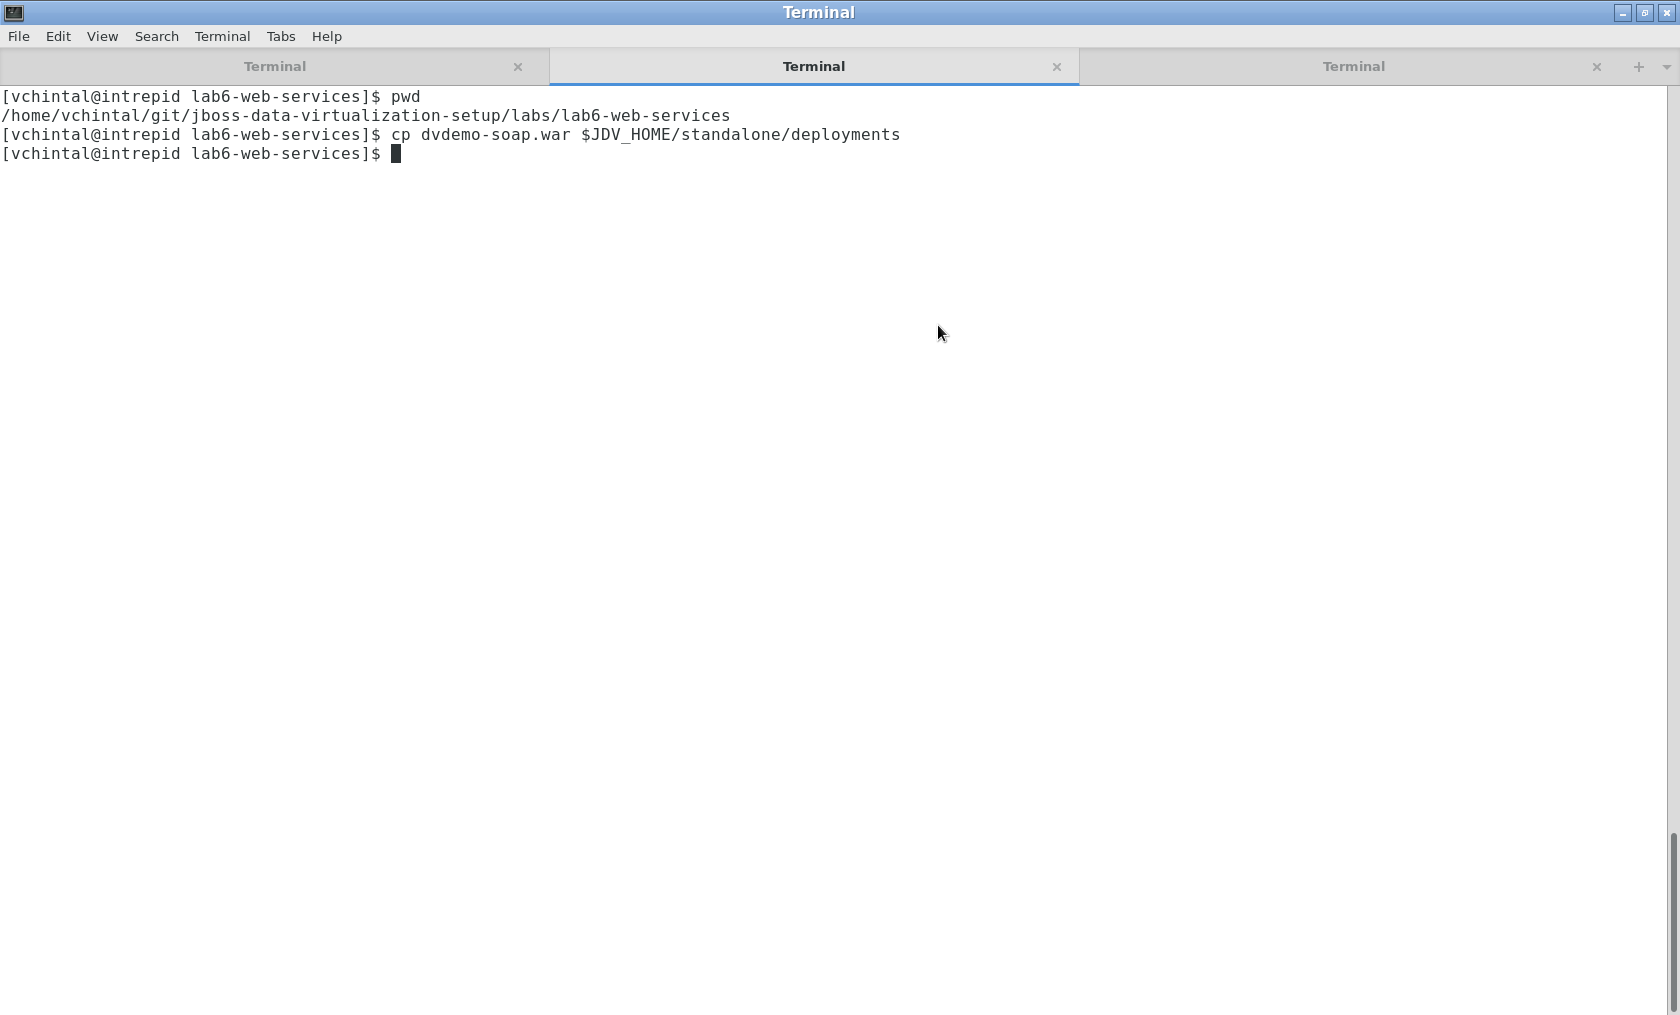 Terminal
File Edit View Search Terminal Tabs Help
Terminal Terminal Terminal
[vchintal@intrepid lab6-web-services]$ pwd
/home/vchintal/git/jboss-data-virtualization-setup/labs/lab6-web-services
[vchintal@intrepid lab6-web-services]$ cp dvdemo-soap.war $JDV_HOME/standalone/deployments
[vchintal@intrepid lab6-web-services]$